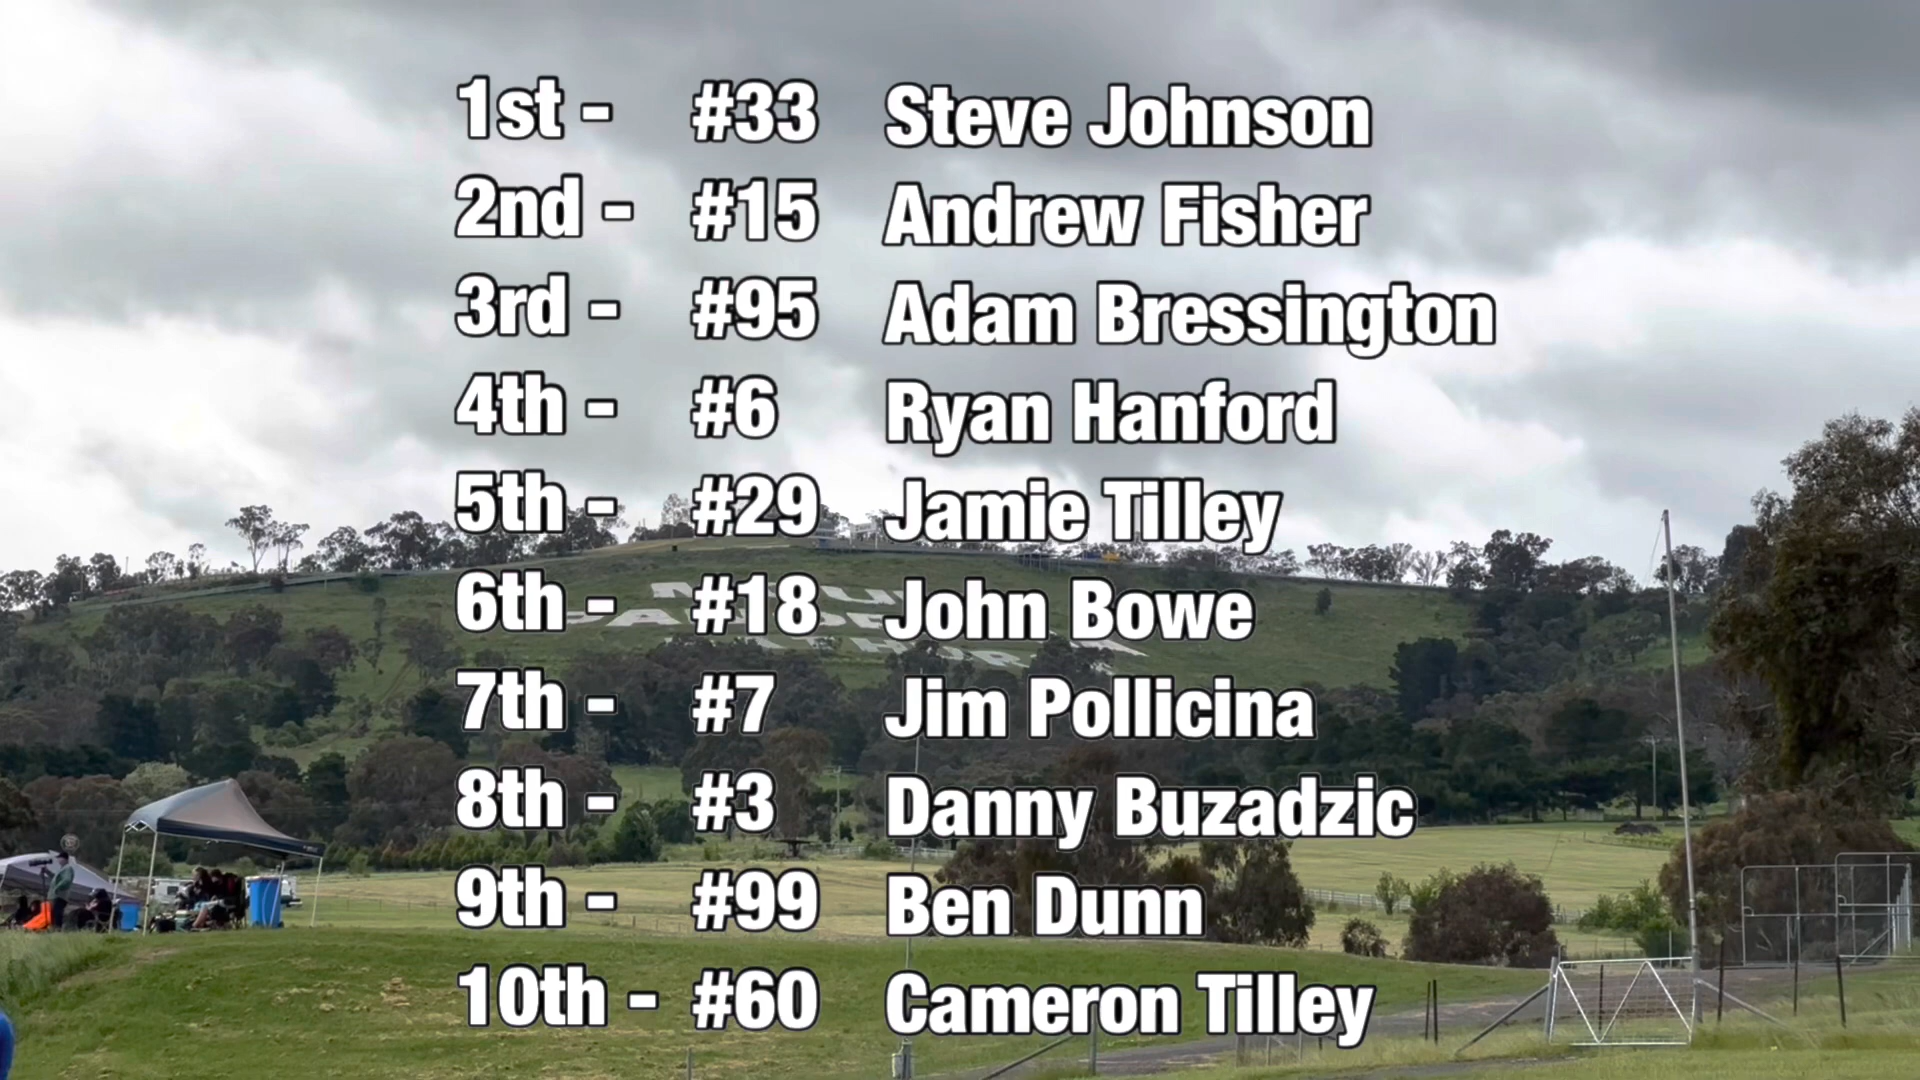 1st - #33 Steve Johnson
2nd - #15 Andrew Fisher
3rd - #95 Adam Bressington
4th - #6 Ryan Hanford
5th - #29 Jamie Tilley
6th - #18 John Bowe
7th - #7 Jim Pollicina
8th - #3 Danny Buzadzic
9th - #99 Ben Dunn
10th - #60 Cameron Tilley